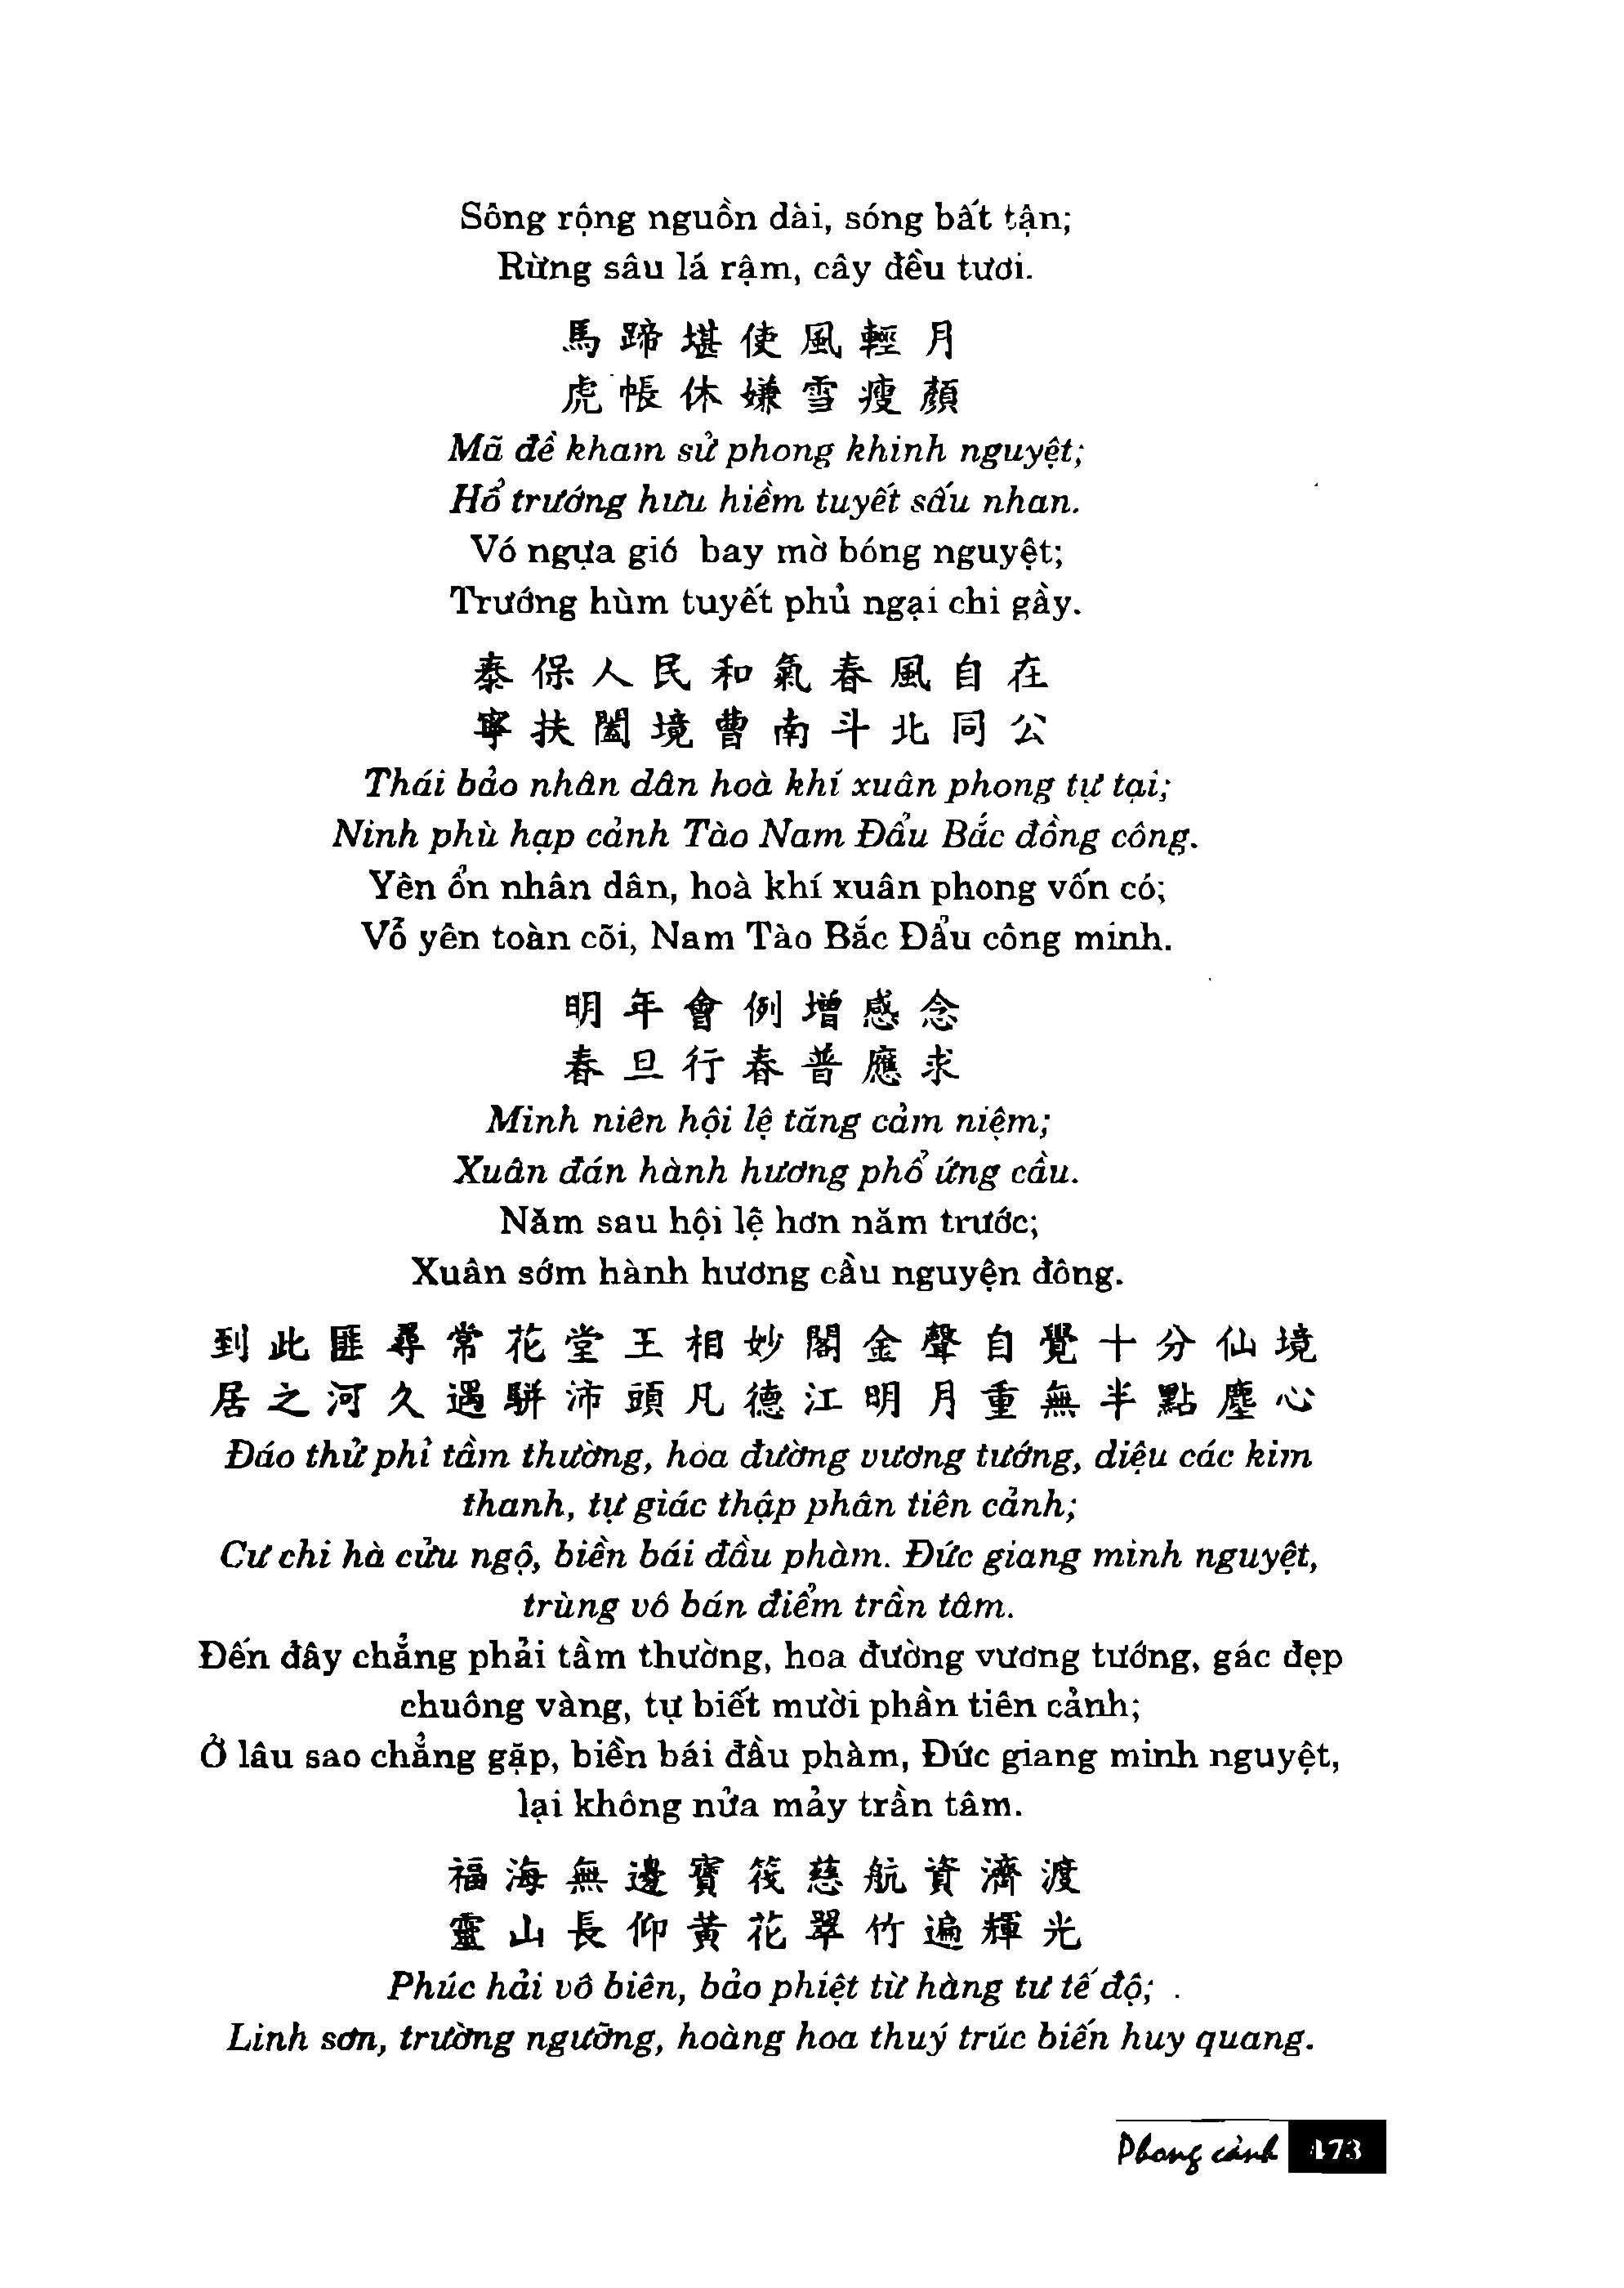 Sông rộng nguồn dài, sóng bất tận;
Rừng sâu lá rậm, cây đều tươi.
馬蹄堪使風輕月
虎帳休嫌雪瘦顏
Mã đề kham sử phong khinh nguyệt;
Hổ trướng hưu hiềm tuyết sấu nhan.
Vó ngựa gió bay mờ bóng nguyệt;
Trướng hùm tuyết phủ ngại chi gầy.
泰保人民和氣春風自在
寧扶闔境曹南斗北同公
Thái bảo nhân dân hoà khí xuân phong tự tại;
Ninh phù hạp cảnh Tào Nam Đẩu Bắc đồng công.
Yên ổn nhân dân, hoà khí xuân phong vốn có;
Vỗ yên toàn cõi, Nam Tào Bắc Đẩu công minh.
明年會例增感念
春旦行春普應求
Minh niên hội lệ tăng cảm niệm;
Xuân đán hành hương phổ ứng cầu.
Năm sau hội lệ hơn năm trước;
Xuân sớm hành hương cầu nguyện đông.
到此匪尋常花堂王相妙閣金聲自覺十分仙境
居之河久遇駢沛頭凡德江明月重無半點塵心
Đáo thử phỉ tầm thường, hoa đường vương tướng, diệu các kim
thanh, tự giác thập phân tiên cảnh;
Cư chi hà cửu ngộ, biền bái đầu phàm. Đức giang minh nguyệt,
trùng vô bán điểm trần tâm.
Đến đây chẳng phải tầm thường, hoa đường vương tướng, gác đẹp
chuông vàng, tự biết mười phần tiên cảnh;
Ở lâu sao chẳng gặp, biền bái đầu phàm, Đức giang minh nguyệt,
lại không nửa mảy trần tâm.
福海無邊寶筏慈航資濟渡
靈山長仰黃花翠竹遍輝光
Phúc hải vô biên, bảo phiệt từ hàng tư tế độ;
Linh sơn, trường ngưỡng, hoàng hoa thuý trúc biến huy quang.
Phong cảnh 473